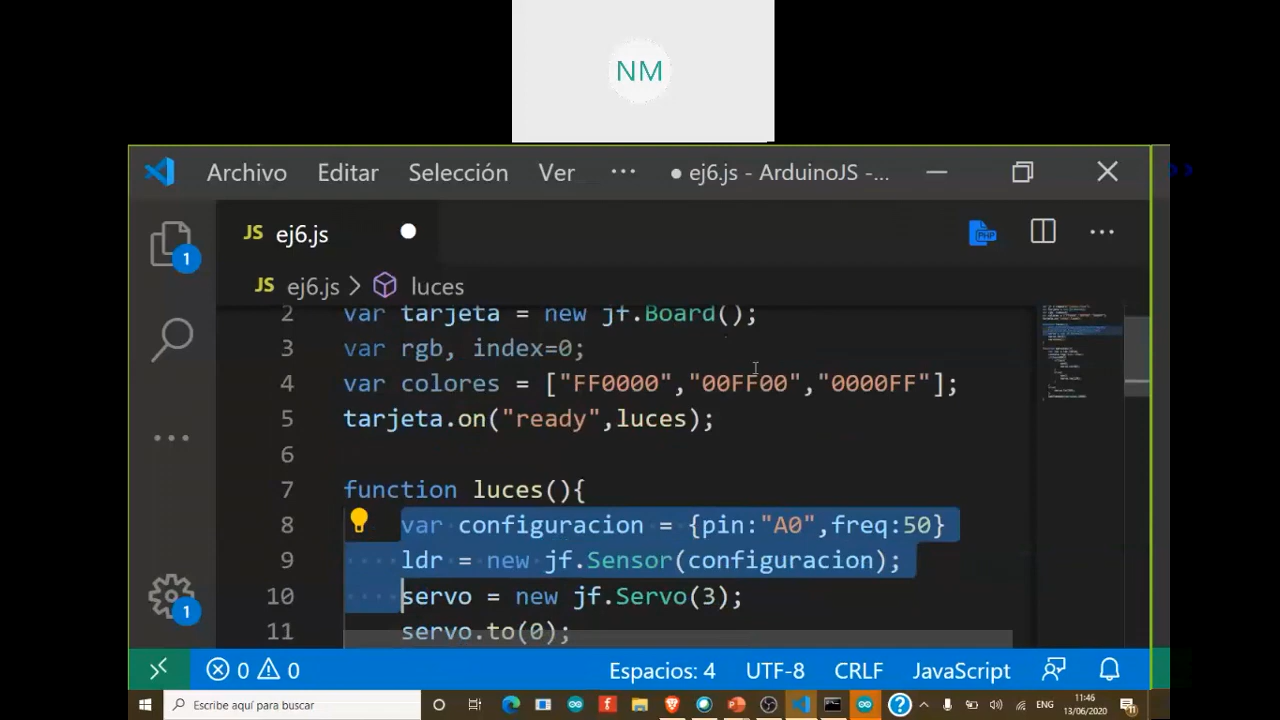 NM
Archivo Editar Selección Ver ··· ● ej6.js - ArduinoJS -...
JS ej6.js
PHP
JS ej6.js > luces
2 var tarjeta = new jf.Board();
3 var rgb, index=0;
4 var colores = ["FF0000","00FF00","0000FF"];
5 tarjeta.on("ready",luces);
6
7 function luces(){
8 var configuracion = {pin:"A0",freq:50}
9 ldr = new jf.Sensor(configuracion);
10 servo = new jf.Servo(3);
11 servo.to(0);
1
1
0 0 Espacios: 4 UTF-8 CRLF JavaScript
Escribe aquí para buscar
ENG
11:46
13/06/2020